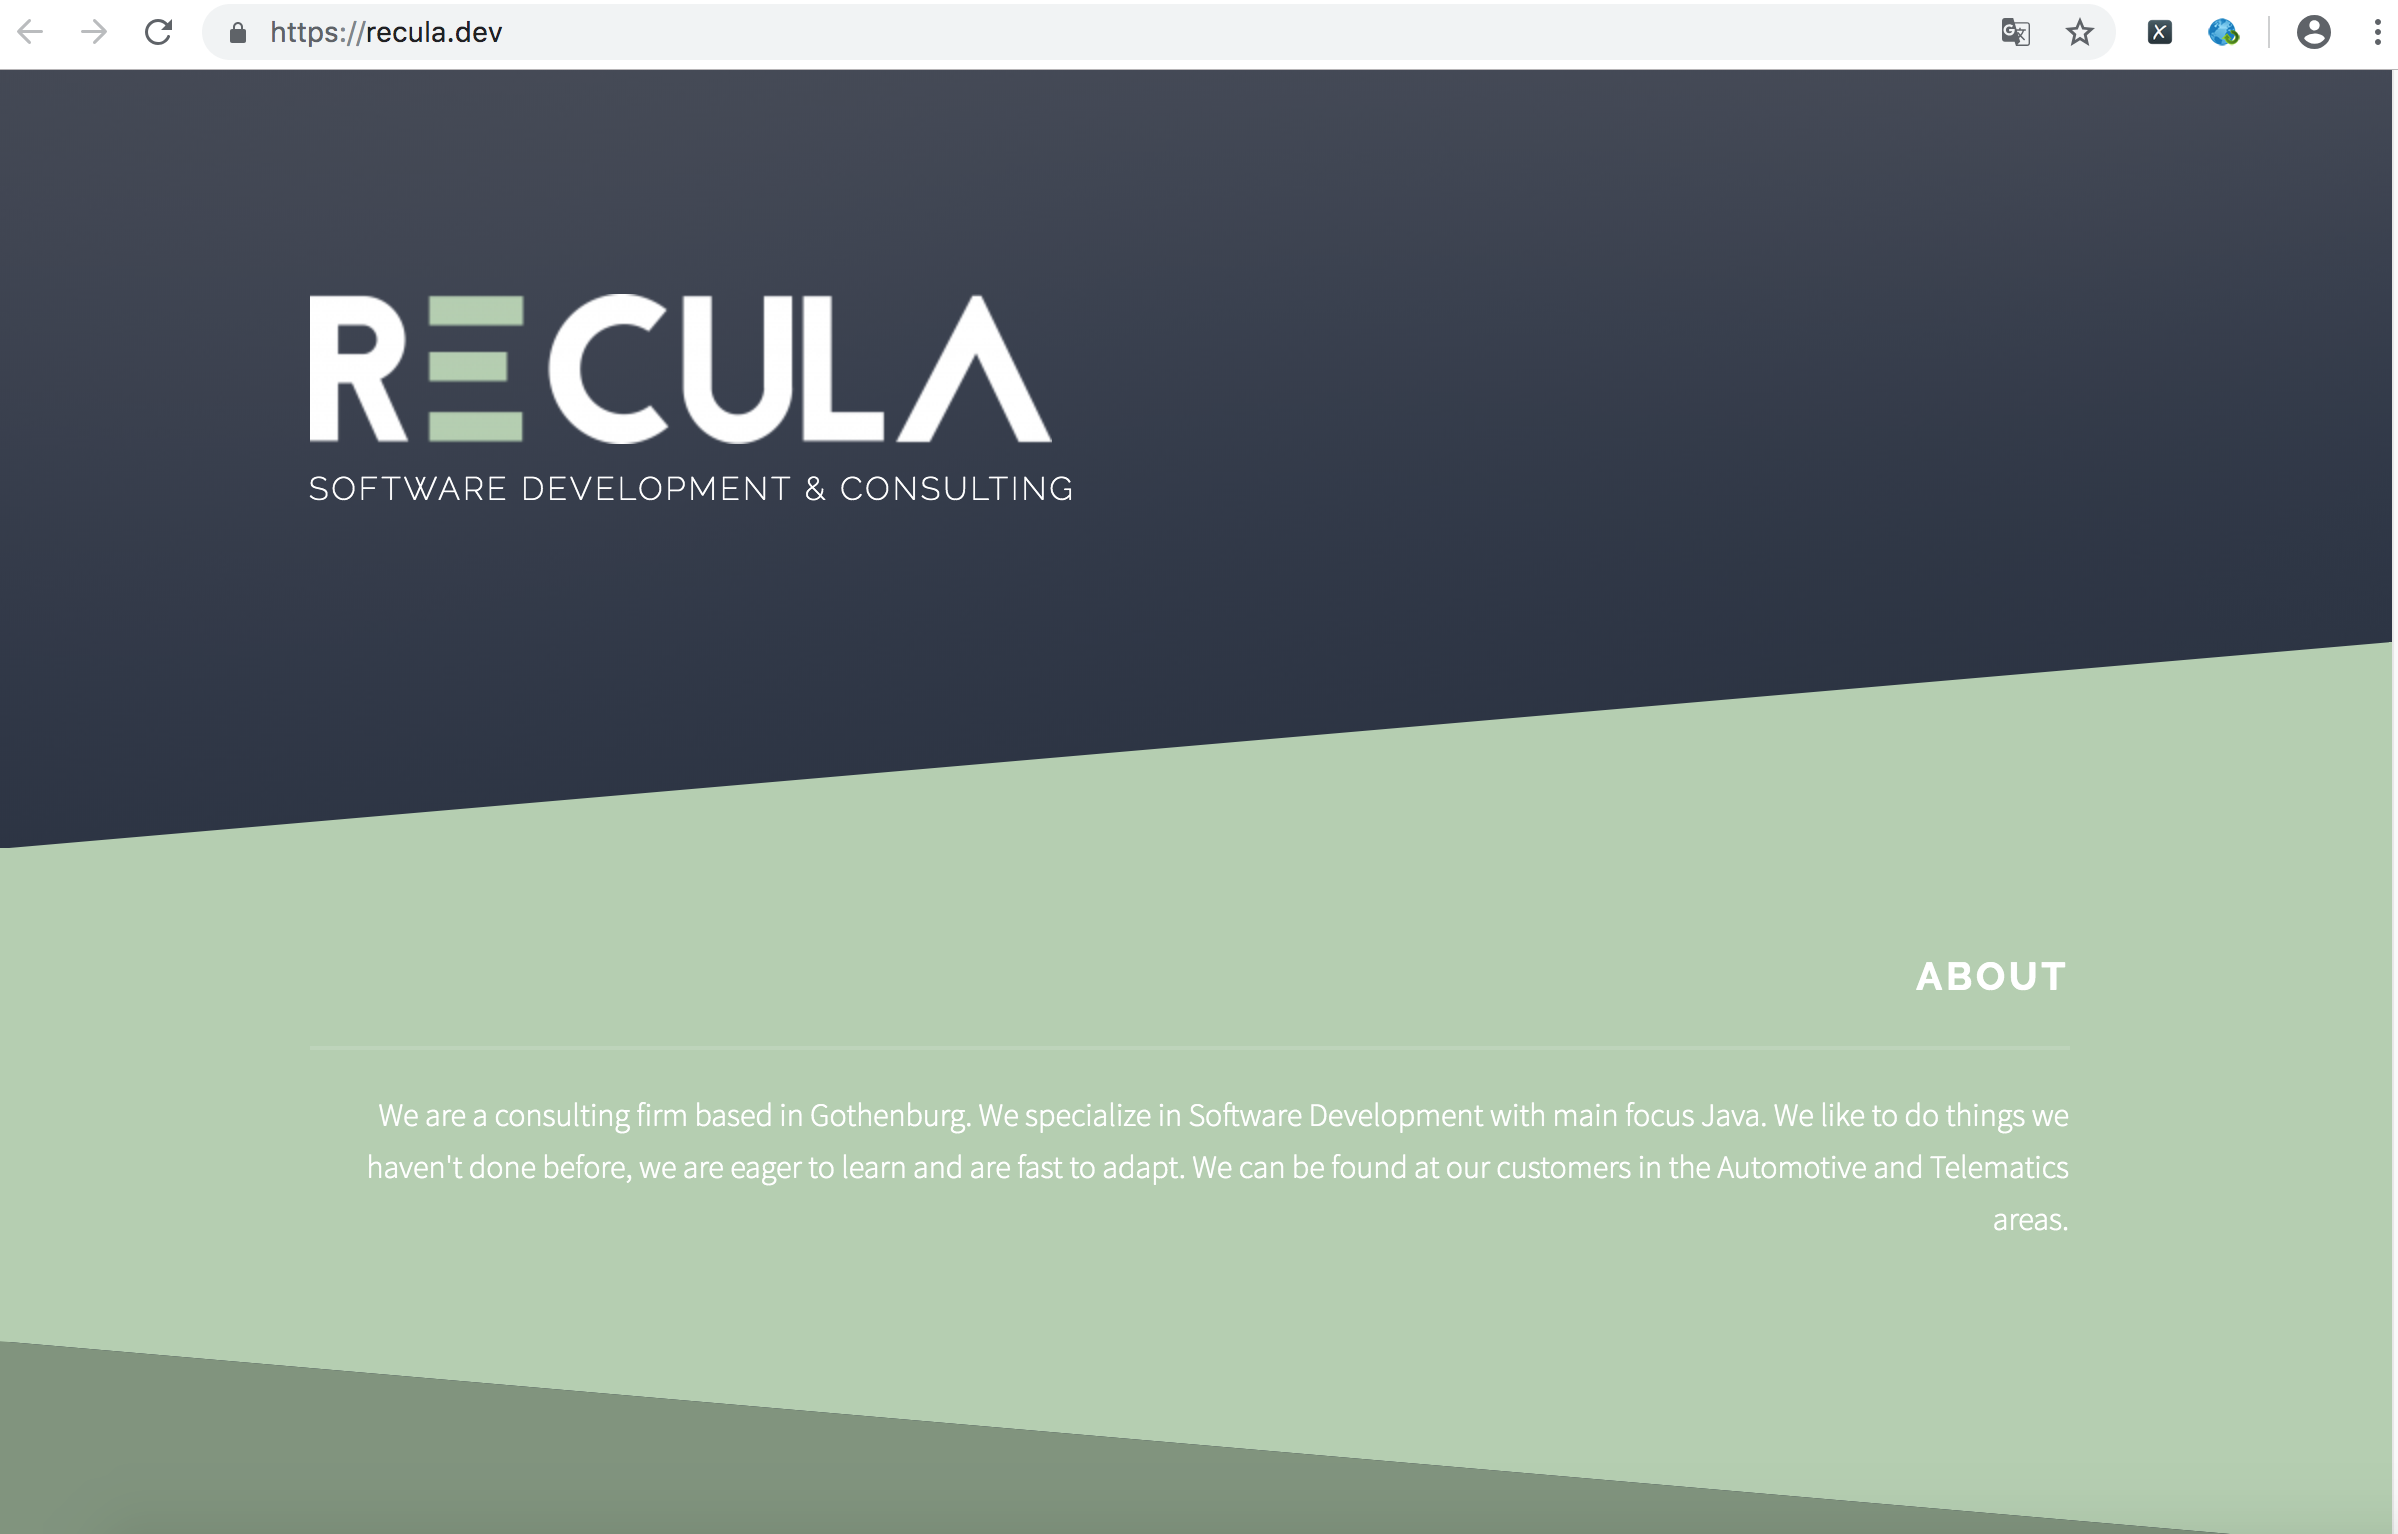 https://recula.dev
RECULA
SOFTWARE DEVELOPMENT & CONSULTING
ABOUT
We are a consulting firm based in Gothenburg. We specialize in Software Development with main focus Java. We like to do things we
haven't done before, we are eager to learn and are fast to adapt. We can be found at our customers in the Automotive and Telematics
areas.